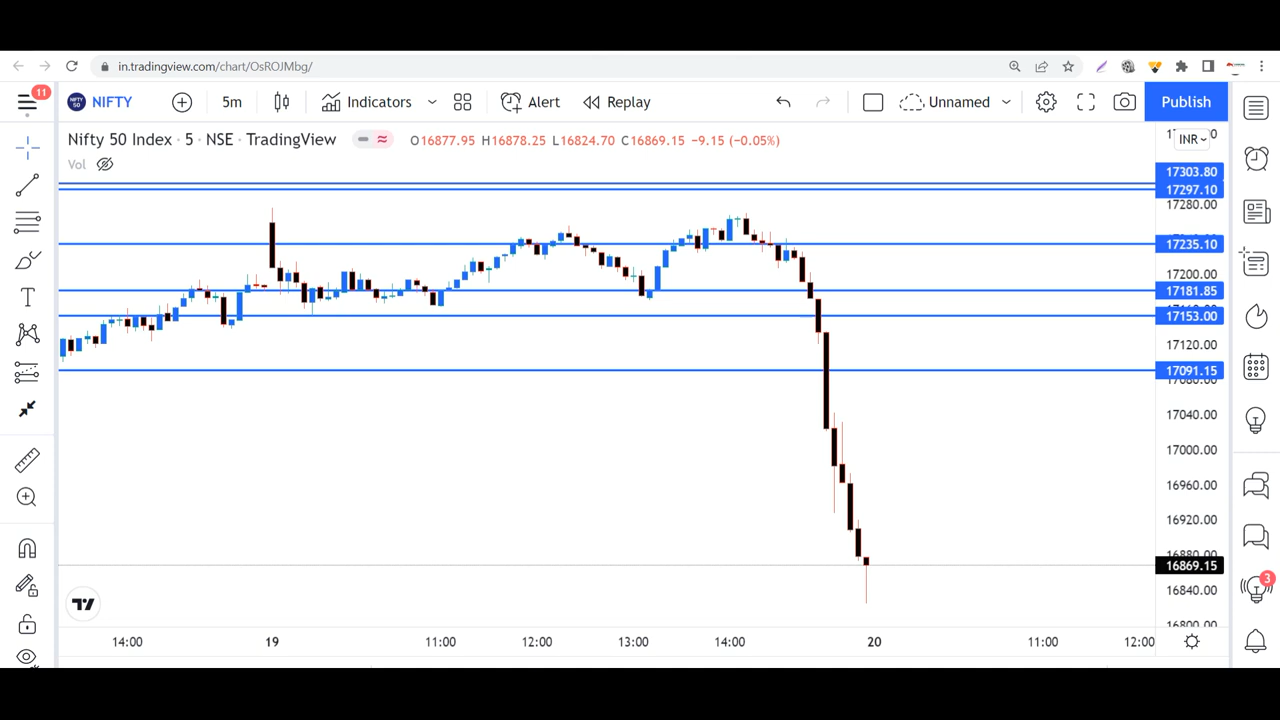 in.tradingview.com/chart/OsROJMbg/
11
NIFTY
5m
Indicators
Alert
Replay
Unnamed
Publish
Nifty 50 Index · 5 · NSE · TradingView
O16877.95 H16878.25 L16824.70 C16869.15 −9.15 (−0.05%)
INR
Vol
17303.80
17297.10
17280.00
17235.10
17200.00
17181.85
17153.00
17120.00
17091.15
17080.00
17040.00
17000.00
16960.00
16920.00
16880.00
16869.15
16840.00
16800.00
3
14:00 19 11:00 12:00 13:00 14:00 20 11:00 12:00